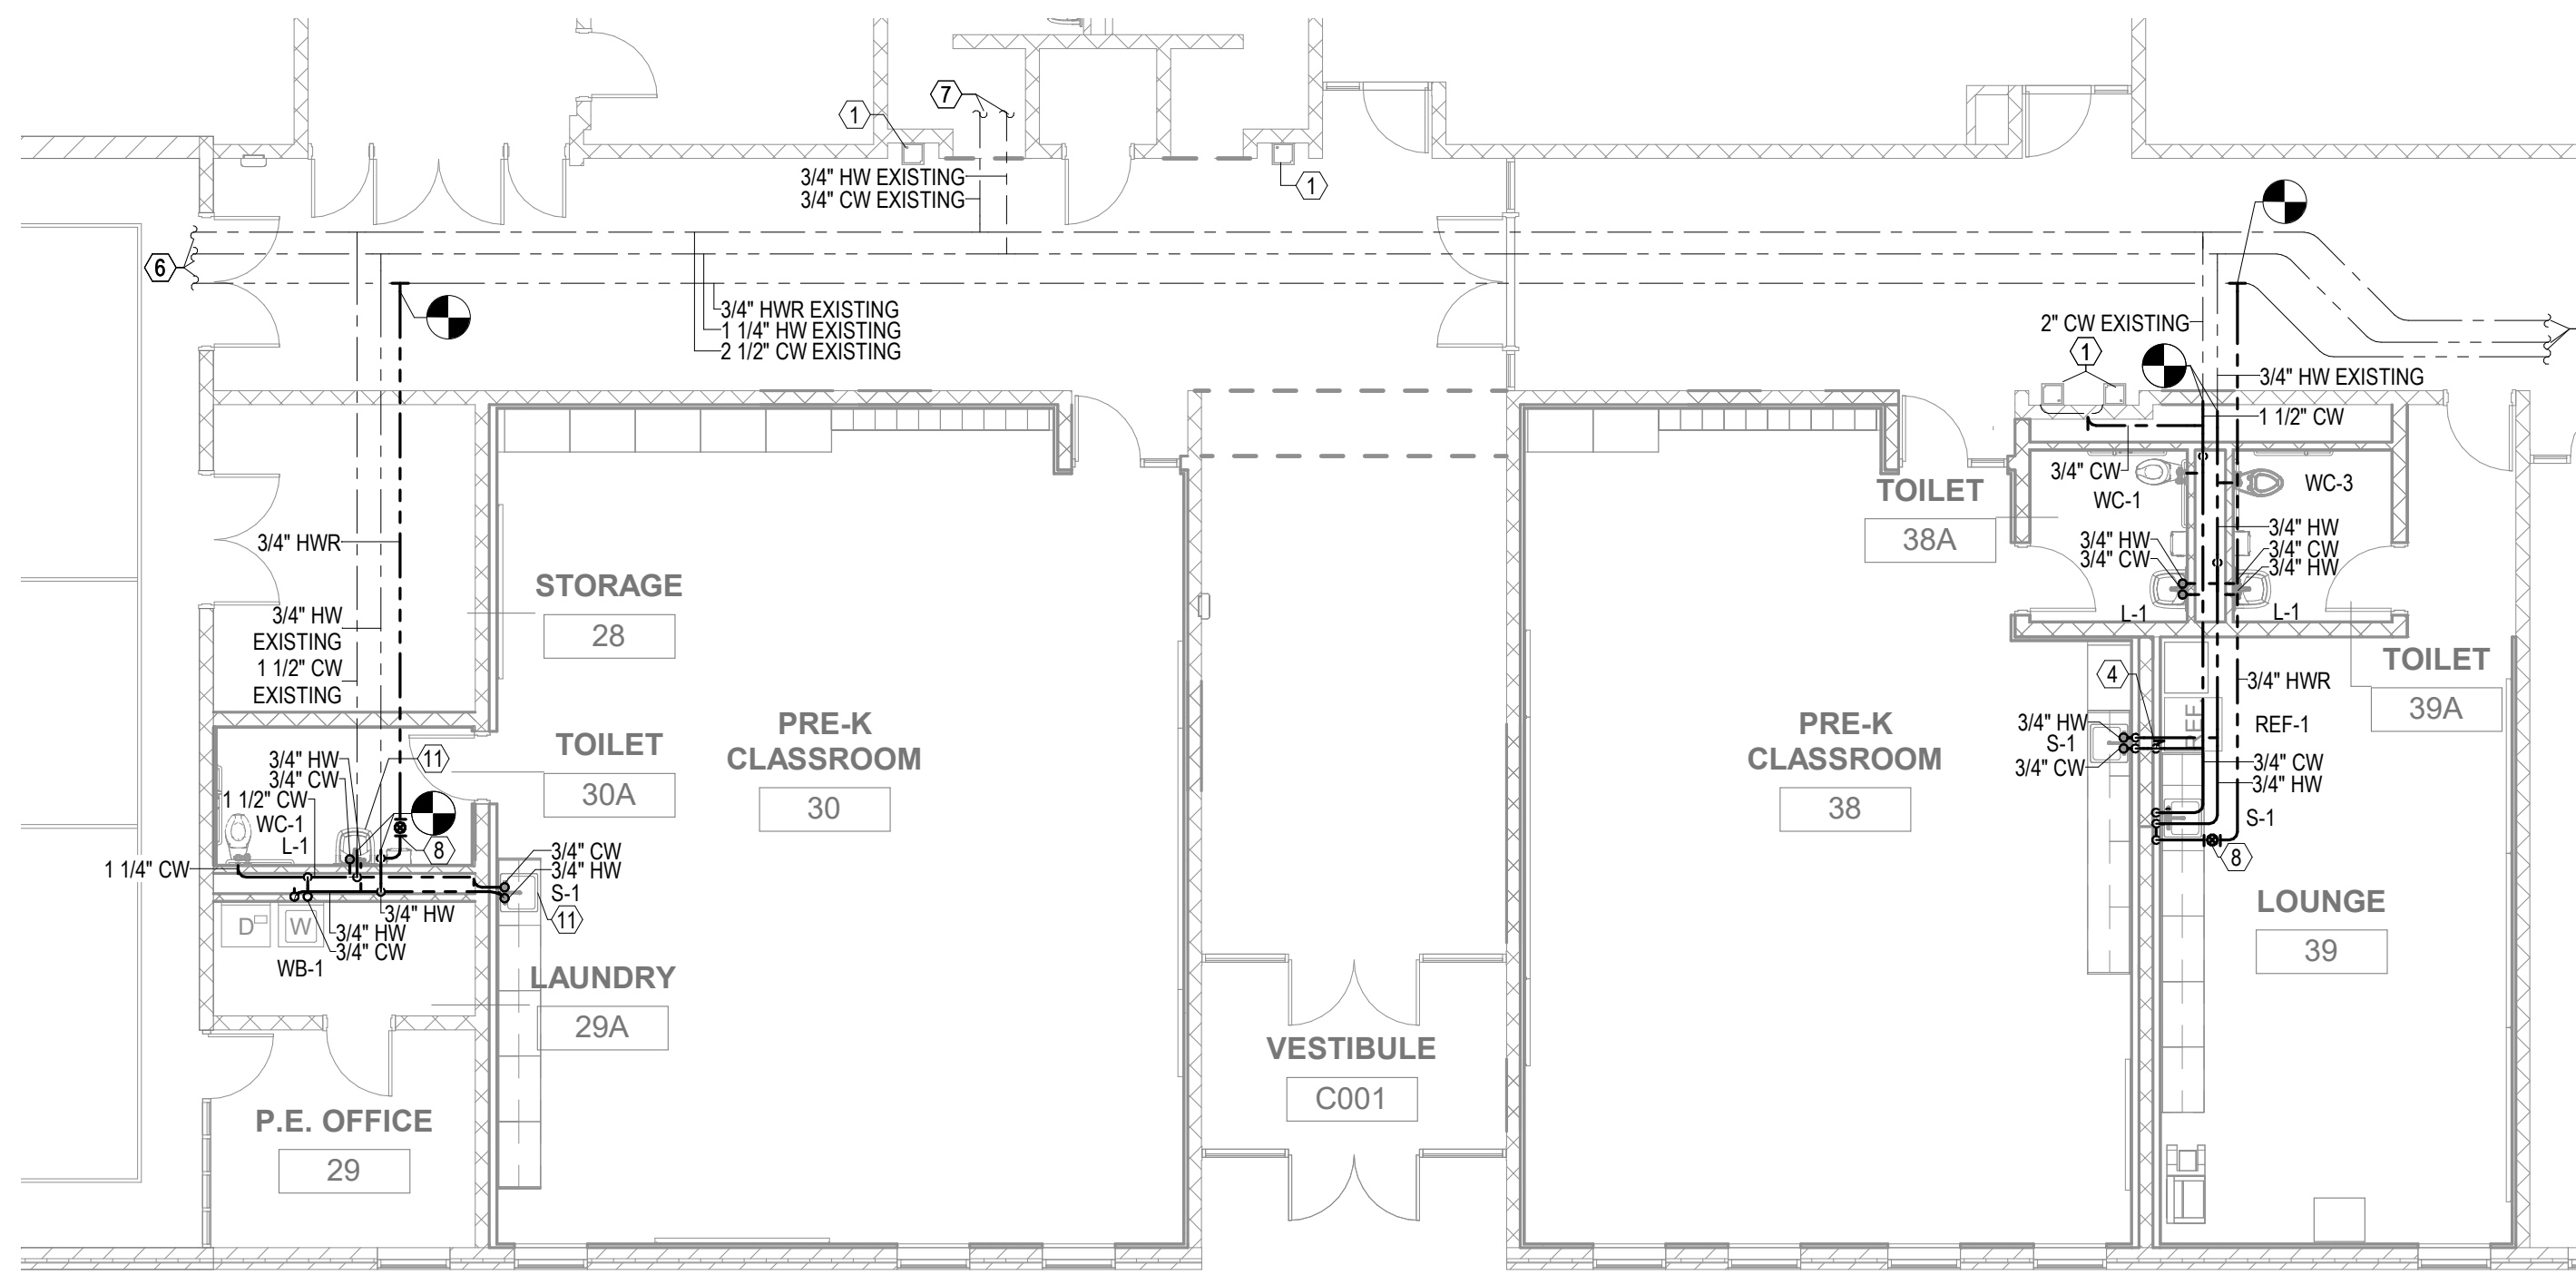 7
1
3/4" HW EXISTING
3/4" CW EXISTING
1
6
3/4" HWR EXISTING
1 1/4" HW EXISTING
2 1/2" CW EXISTING
2" CW EXISTING
1
3/4" HW EXISTING
1 1/2" CW
3/4" CW
WC-1
WC-3
TOILET
38A
3/4" HW
3/4" CW
3/4" HW
3/4" CW
3/4" HW
L-1
L-1
3/4" HWR
STORAGE
28
3/4" HW
EXISTING
1 1/2" CW
EXISTING
TOILET
39A
3/4" HWR
4
REF-1
REF
3/4" HW
S-1
3/4" CW
3/4" CW
3/4" HW
S-1
8
PRE-K
CLASSROOM
30
PRE-K
CLASSROOM
38
TOILET
30A
11
3/4" HW
3/4" CW
1 1/2" CW
WC-1
L-1
8
1 1/4" CW
3/4" CW
3/4" HW
S-1
11
3/4" HW
3/4" HW
3/4" CW
D
W
WB-1
LAUNDRY
29A
LOUNGE
39
VESTIBULE
C001
P.E. OFFICE
29